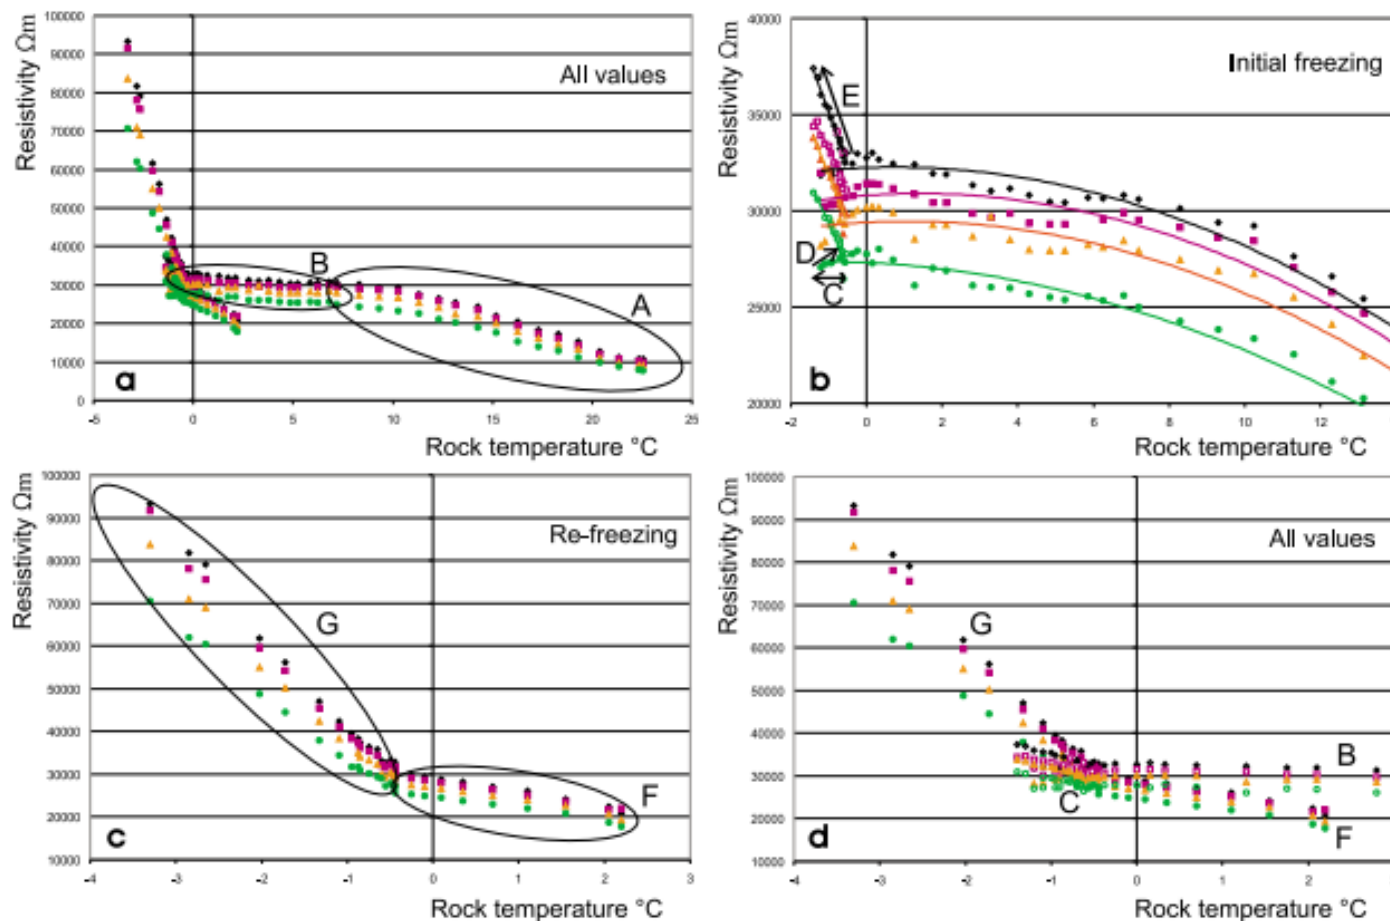 100000
90000
80000
70000
60000
50000
40000
30000
20000
10000
0
-5 0 5 10 15 20 25
Resistivity Ωm
Rock temperature °C
All values
B
A
a
40000
35000
30000
25000
20000
-2 0 2 4 6 8 10 12
Resistivity Ωm
Rock temperature °C
Initial freezing
E
D
C
b
100000
90000
80000
70000
60000
50000
40000
30000
20000
10000
-4 -3 -2 -1 0 1 2 3
Resistivity Ωm
Rock temperature °C
Re-freezing
G
F
c
100000
90000
80000
70000
60000
50000
40000
30000
20000
10000
-4 -3 -2 -1 0 1 2
Resistivity Ωm
Rock temperature °C
All values
G
B
C
F
d